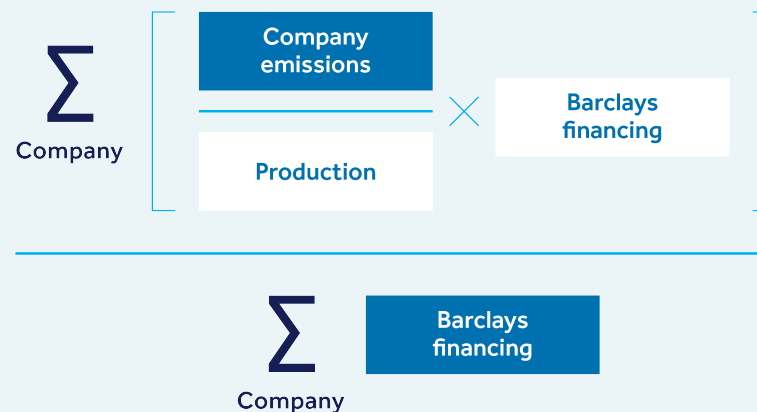 Company
emissions
Σ
Company
×
Barclays
financing
Production
Σ
Company
Barclays
financing